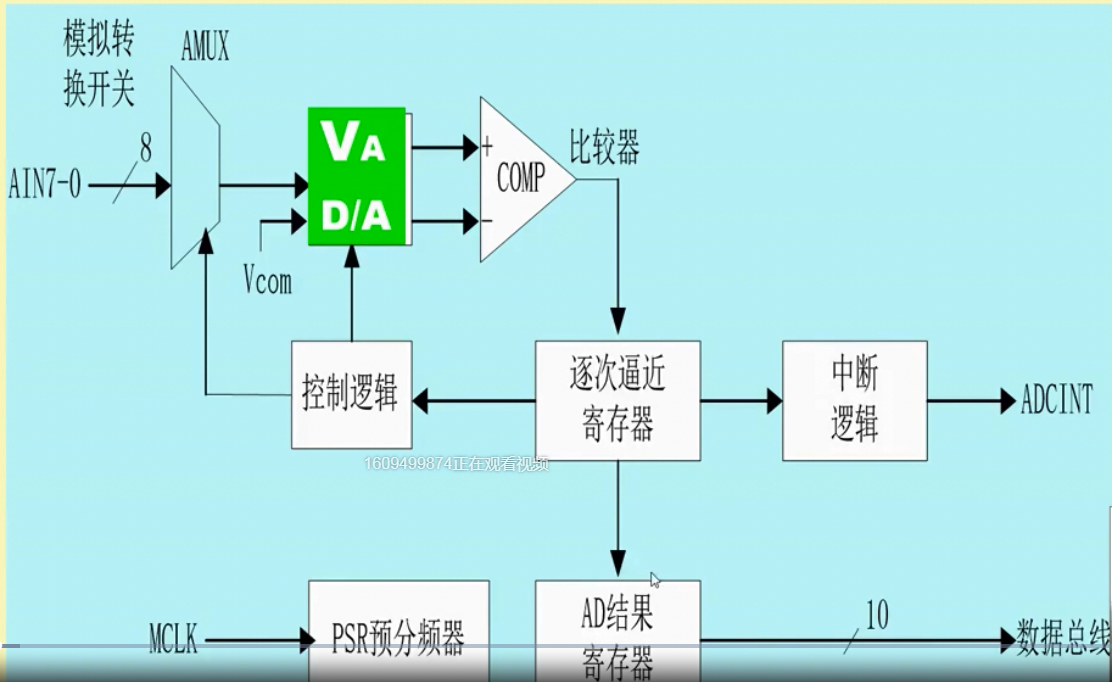 模拟转
换开关
AMUX
AIN7-0
8
VA
D/A
Vcom
+
COMP
-
比较器
控制逻辑
逐次逼近
寄存器
中断
逻辑
ADCINT
1609499874正在观看视频
MCLK
PSR预分频器
AD结果
寄存器
10
数据总线